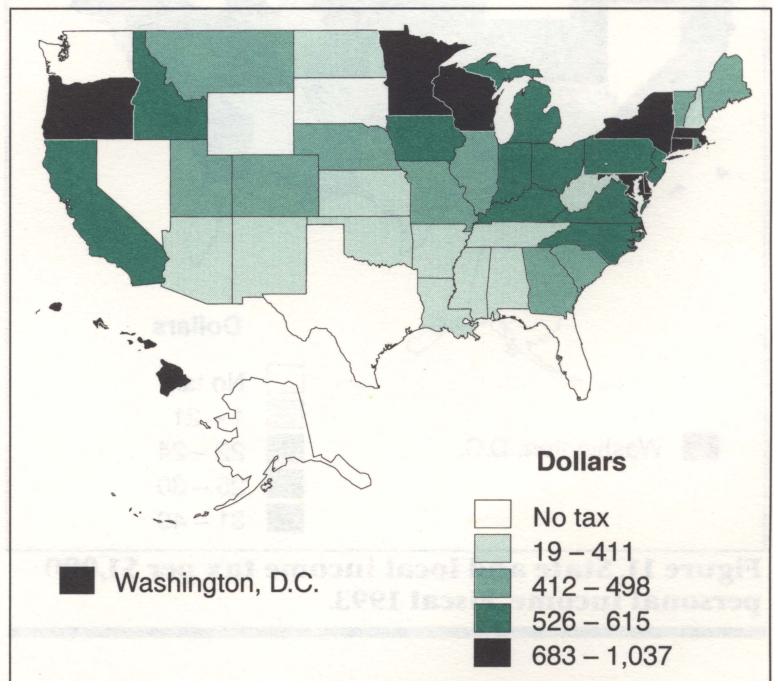 Dollars
No tax
19 – 411
412 – 498
526 – 615
683 – 1,037
Washington, D.C.